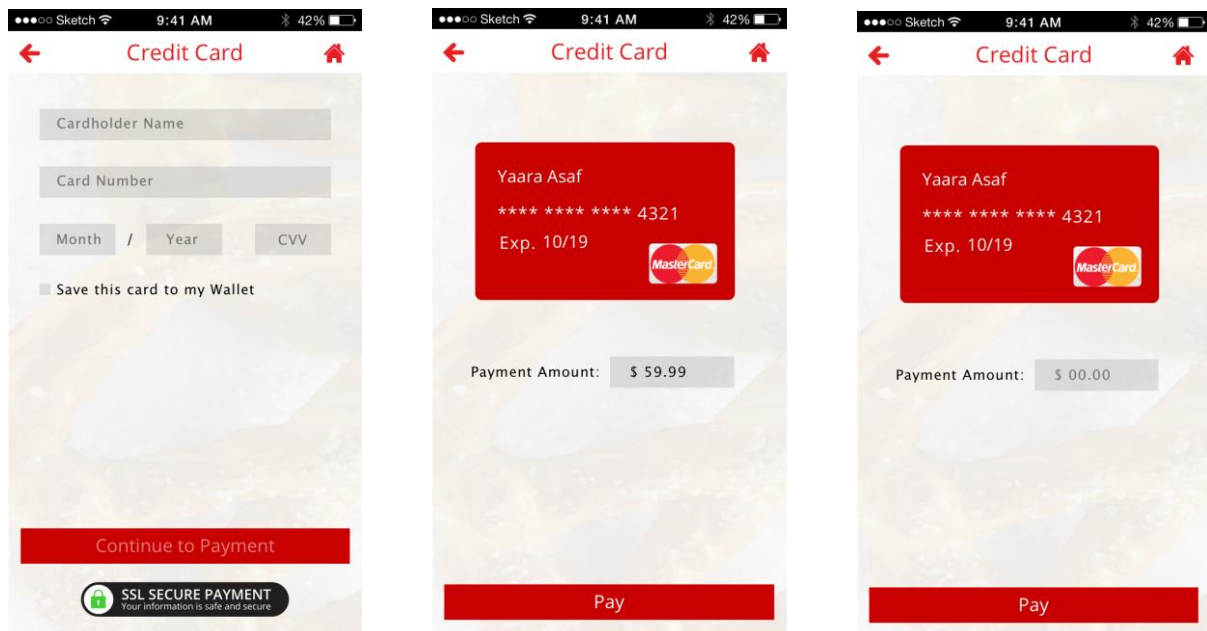 ●●●○○ Sketch 9:41 AM 42%
Credit Card
Cardholder Name
Card Number
Month / Year CVV
Save this card to my Wallet
Continue to Payment
SSL SECURE PAYMENT
Your information is safe and secure
●●●○○ Sketch 9:41 AM 42%
Credit Card
Yaara Asaf
**** **** **** 4321
Exp. 10/19
MasterCard
Payment Amount: $ 59.99
Pay
●●●○○ Sketch 9:41 AM 42%
Credit Card
Yaara Asaf
**** **** **** 4321
Exp. 10/19
MasterCard
Payment Amount: $ 00.00
Pay